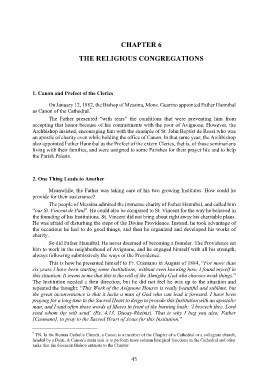 CHAPTER 6
THE RELIGIOUS CONGREGATIONS
1. Canon and Prefect of the Clerics
On January 12, 1882, the Bishop of Messina, Mons. Guarino appointed Father Hannibal
as Canon of the Cathedral.*
The Father presented "with tears" the conditions that were preventing him from
accepting that honor because of his commitments with the poor of Avignone. However, the
Archbishop insisted, encouraging him with the example of St. John Baptist de Rossi who was
an apostle of charity even while holding the office of Canon. In that same year, the Archbishop
also appointed Father Hannibal as the Prefect of the extern Clerics, that is, of those seminarians
living with their families, and were assigned to some Parishes for their prayer life and to help
the Parish Priests.
2. One Thing Leads to Another
Meanwhile, the Father was taking care of his two growing Institutes. How could he
provide for their sustenance?
The people of Messina admired the immense charity of Father Hannibal, and called him
"our St. Vincent de Paul". He could also be compared to St. Vincent for the way he behaved in
the founding of his Institutions. St. Vincent did not bring about right away his charitable plans.
He was afraid of disturbing the steps of the Divine Providence. Instead, he took advantage of
the occasions he had to do good things, and then he organized and developed his works of
charity.
So did Father Hannibal. He never dreamed of becoming a Founder. The Providence set
him to work in the neighborhood of Avignone, and he engaged himself with all his strength,
always following submissively the ways of the Providence.
This is how he presented himself to Fr. Cusmano in August of 1884, "For more than
six years I have been starting some institutions; without even knowing how, I found myself in
this situation. It seems to me that this is the will of the Almighty God who chooses weak things."
The Institution needed a firm direction, but he did not feel he was up to the situation and
repeated the thought: "This Work of the Avignone Houses is really beautiful and sublime, but
the great inconvenience is that it lacks a man of God who can lead it forward. I have been
praying for a long time to the Sacred Heart to deign to provide this Institution with an apostolic
man, and I said often those words of Moses in front of the burning bush: 'I beseech thee, Lord
send whom thy wilt send'
That is why I beg you also, Father
[Cusmano], to pray to the Sacred Heart of Jesus for this Institution."
* TN. In the Roman Catholic Church, a Canon is a member of the Chapter of a Cathedral or a collegiate church,
headed by a Dean. A Canon's main task is to perform more solemn liturgical functions in the Cathedral and other
tasks that the diocesan Bishop entrusts to the Chapter.
45